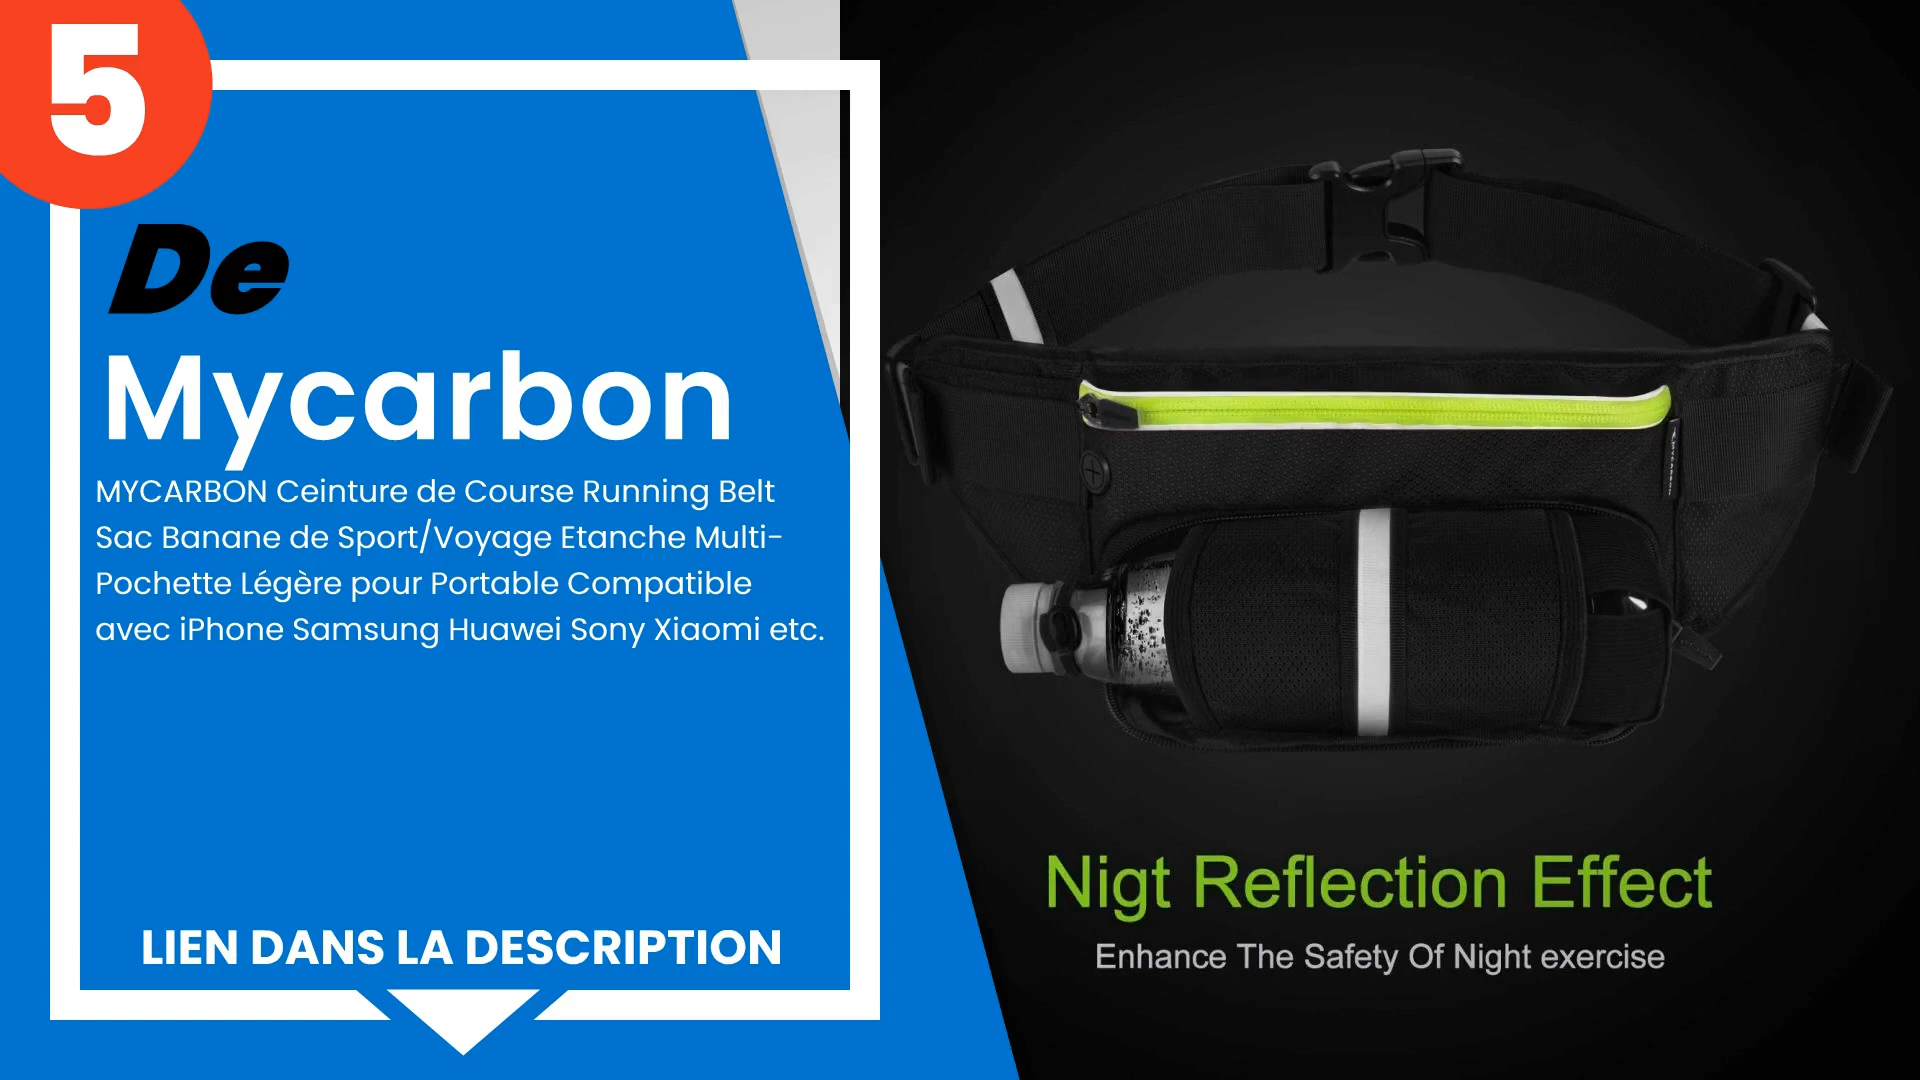 5
De
Mycarbon
MYCARBON Ceinture de Course Running Belt
Sac Banane de Sport/Voyage Etanche Multi-
Pochette Légère pour Portable Compatible
avec iPhone Samsung Huawei Sony Xiaomi etc.
LIEN DANS LA DESCRIPTION
MYCARBON
Nigt Reflection Effect
Enhance The Safety Of Night exercise